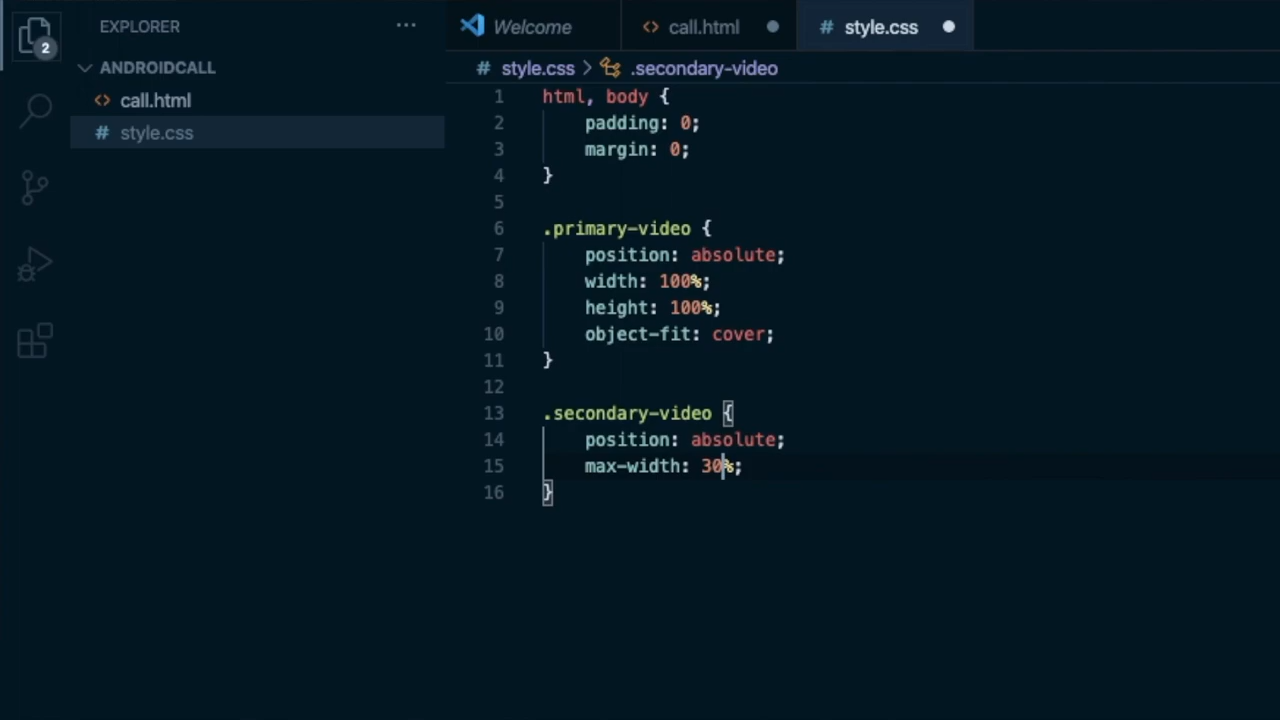 EXPLORER
2
ANDROIDCALL
call.html
# style.css
Welcome
<> call.html
# style.css
# style.css > .secondary-video
1 html, body {
2 padding: 0;
3 margin: 0;
4 }
5
6 .primary-video {
7 position: absolute;
8 width: 100%;
9 height: 100%;
10 object-fit: cover;
11 }
12
13 .secondary-video {
14 position: absolute;
15 max-width: 30%;
16 }